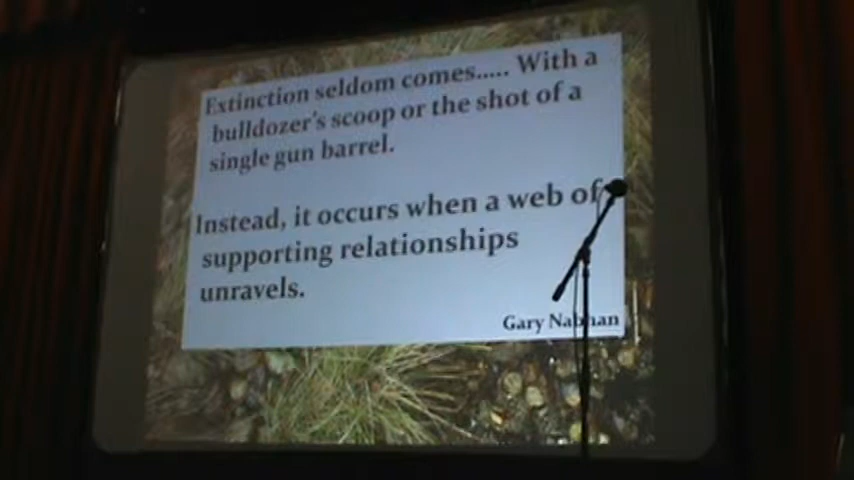 Extinction seldom comes..... With a
bulldozer's scoop or the shot of a
single gun barrel.
Instead, it occurs when a web of
supporting relationships
unravels.
Gary Nabhan